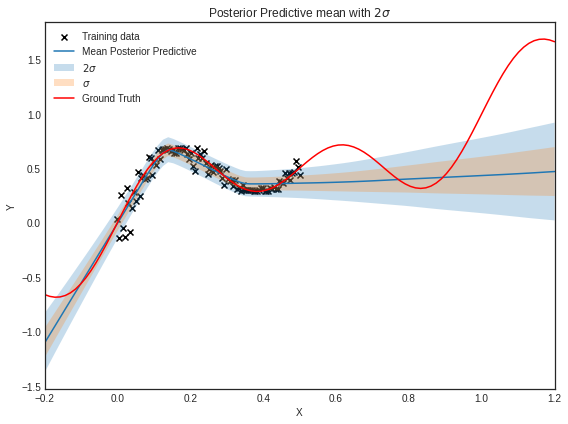 Posterior Predictive mean with 2σ
Training data
Mean Posterior Predictive
2σ
σ
Ground Truth
Y
1.5
1.0
0.5
0.0
−0.5
−1.0
−1.5
−0.2 0.0 0.2 0.4 0.6 0.8 1.0 1.2
X